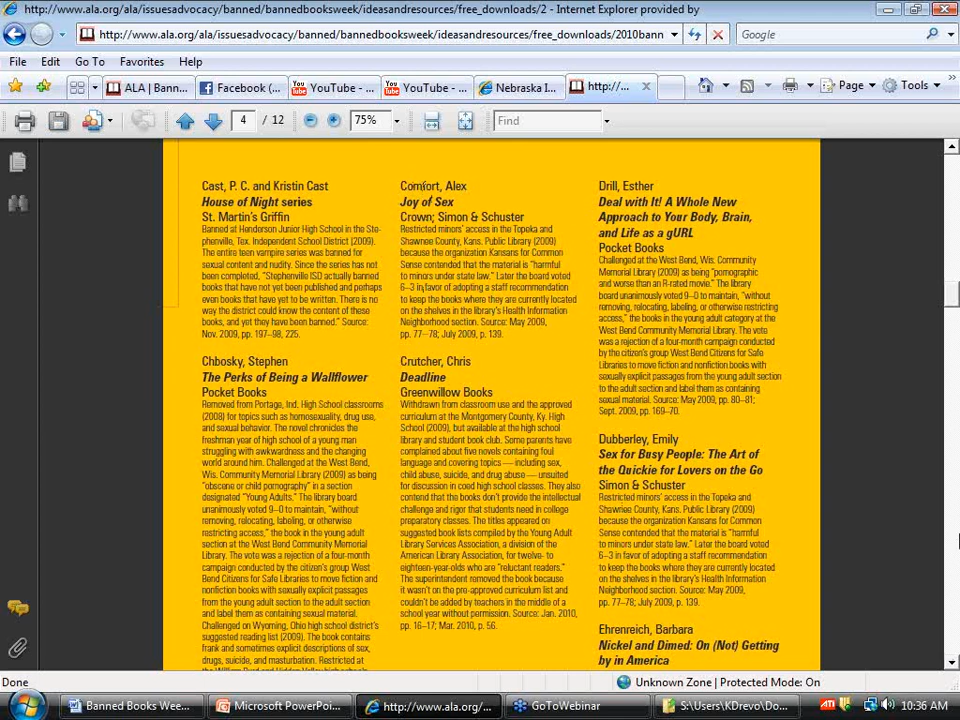 http://www.ala.org/ala/issuesadvocacy/banned/bannedbooksweek/ideasandresources/free_downloads/2 - Internet Explorer provided by
http://www.ala.org/ala/issuesadvocacy/banned/bannedbooksweek/ideasandresources/free_downloads/2010bann
Google
File Edit Go To Favorites Help
ALA | Bann...
Facebook (...
YouTube - ...
YouTube - ...
Nebraska l...
http://...
Page
Tools
4 / 12
75%
Find
Cast, P. C. and Kristin Cast
House of Night series
St. Martin's Griffin
Banned at Henderson Junior High School in the Ste-
phenville, Tex. Independent School District (2009).
The entire teen vampire series was banned for
sexual content and nudity. Since the series has not
been completed, "Stephenville ISD actually banned
books that have not yet been published and perhaps
even books that have yet to be written. There is no
way the district could know the content of these
books, and yet they have been banned." Source:
Nov. 2009, pp. 197–98, 225.
Chbosky, Stephen
The Perks of Being a Wallflower
Pocket Books
Removed from Portage, Ind. High School classrooms
(2008) for topics such as homosexuality, drug use,
and sexual behavior. The novel chronicles the
freshman year of high school of a young man
struggling with awkwardness and the changing
world around him. Challenged at the West Bend,
Wis. Community Memorial Library (2009) as being
"obscene or child pornography" in a section
designated "Young Adults." The library board
unanimously voted 9–0 to maintain, "without
removing, relocating, labeling, or otherwise
restricting access," the book in the young adult
section at the West Bend Community Memorial
Library. The vote was a rejection of a four-month
campaign conducted by the citizen's group West
Bend Citizens for Safe Libraries to move fiction and
nonfiction books with sexually explicit passages
from the young adult section to the adult section
and label them as containing sexual material.
Challenged on Wyoming, Ohio high school district's
suggested reading list (2009). The book contains
frank and sometimes explicit descriptions of sex,
drugs, suicide, and masturbation. Restricted at
Comfort, Alex
Joy of Sex
Crown; Simon & Schuster
Restricted minors' access in the Topeka and
Shawnee County, Kans. Public Library (2009)
because the organization Kansans for Common
Sense contended that the material is "harmful
to minors under state law." Later the board voted
6–3 in favor of adopting a staff recommendation
to keep the books where they are currently located
on the shelves in the library's Health Information
Neighborhood section. Source: May 2009,
pp. 77–78; July 2009, p. 139.
Crutcher, Chris
Deadline
Greenwillow Books
Withdrawn from classroom use and the approved
curriculum at the Montgomery County, Ky. High
School (2009), but available at the high school
library and student book club. Some parents have
complained about five novels containing foul
language and covering topics — including sex,
child abuse, suicide, and drug abuse — unsuited
for discussion in coed high school classes. They also
contend that the books don't provide the intellectual
challenge and rigor that students need in college
preparatory classes. The titles appeared on
suggested book lists compiled by the Young Adult
Library Services Association, a division of the
American Library Association, for twelve- to
eighteen-year-olds who are "reluctant readers."
The superintendent removed the book because
it wasn't on the pre-approved curriculum list and
couldn't be added by teachers in the middle of a
school year without permission. Source: Jan. 2010,
pp. 16–17; Mar. 2010, p. 56.
Drill, Esther
Deal with It! A Whole New
Approach to Your Body, Brain,
and Life as a gURL
Pocket Books
Challenged at the West Bend, Wis. Community
Memorial Library (2009) as being "pornographic
and worse than an R-rated movie." The library
board unanimously voted 9–0 to maintain, "without
removing, relocating, labeling, or otherwise restricting
access," the books in the young adult category at the
West Bend Community Memorial Library. The vote
was a rejection of a four-month campaign conducted
by the citizen's group West Bend Citizens for Safe
Libraries to move fiction and nonfiction books with
sexually explicit passages from the young adult section
to the adult section and label them as containing
sexual material. Source: May 2009, pp. 80–81;
Sept. 2009, pp. 169–70.
Dubberley, Emily
Sex for Busy People: The Art of
the Quickie for Lovers on the Go
Simon & Schuster
Restricted minors' access in the Topeka and
Shawnee County, Kans. Public Library (2009)
because the organization Kansans for Common
Sense contended that the material is "harmful
to minors under state law." Later the board voted
6–3 in favor of adopting a staff recommendation
to keep the books where they are currently located
on the shelves in the library's Health Information
Neighborhood section. Source: May 2009,
pp. 77–78; July 2009, p. 139.
Ehrenreich, Barbara
Nickel and Dimed: On (Not) Getting
by in America
Done
Unknown Zone | Protected Mode: On
Banned Books Wee...
Microsoft PowerPoi...
http://www.ala.org/...
GoToWebinar
S:\Users\KDrevo\Do...
10:36 AM